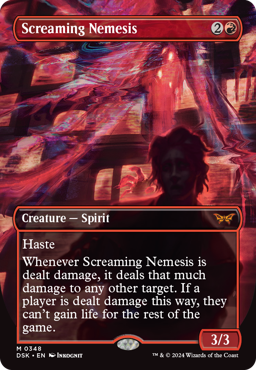 Screaming Nemesis 2
Creature — Spirit
Haste
Whenever Screaming Nemesis is
dealt damage, it deals that much
damage to any other target. If a
player is dealt damage this way, they
can't gain life for the rest of the
game.
3/3
M 0348
DSK • EN Inkognit ™ & © 2024 Wizards of the Coast